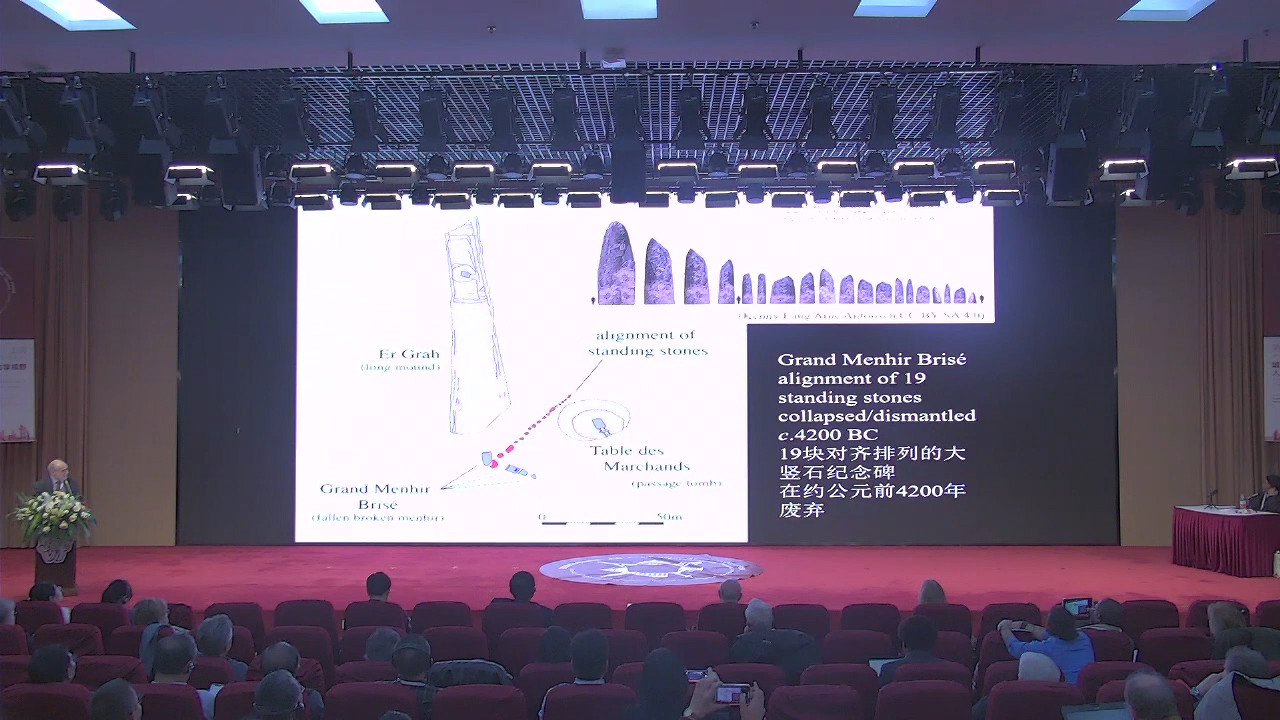 Er Grah
(long mound)
alignment of
standing stones
Table des
Marchands
(passage tomb)
Grand Menhir
Brisé
(fallen broken menhir)
0 50m
Grand Menhir Brisé
alignment of 19
standing stones
collapsed/dismantled
c.4200 BC
19块对齐排列的大
竖石纪念碑
在约公元前4200年
废弃